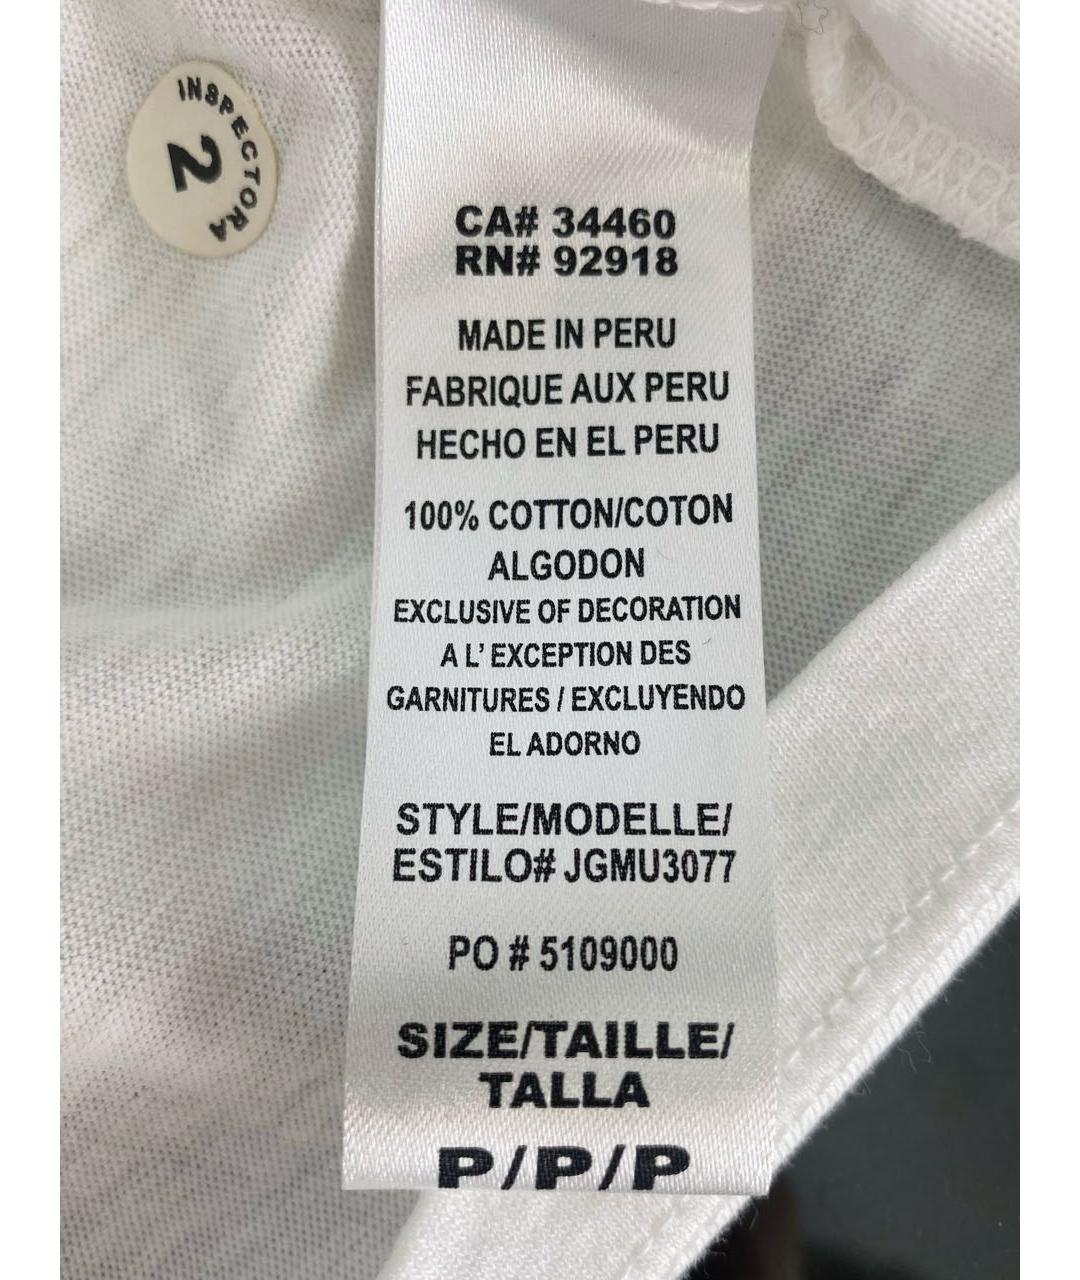 INSPECTORA
2
CA# 34460
RN# 92918
MADE IN PERU
FABRIQUE AUX PERU
HECHO EN EL PERU
100% COTTON/COTON
ALGODON
EXCLUSIVE OF DECORATION
A L' EXCEPTION DES
GARNITURES / EXCLUYENDO
EL ADORNO
STYLE/MODELLE/
ESTILO# JGMU3077
PO # 5109000
SIZE/TAILLE/
TALLA
P/P/P